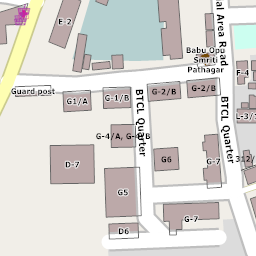 E-2
al Area Road
Babu Opu
Smriti
Pathagar
F-4
Guard post
G1/A
G-1/B
G-2/B
G-2/B
BTCL Quarter
BTCL Quarter
L-3/
G-4/A, G-4/B
D-7
G6
G-7
312/
G5
G-7
D6